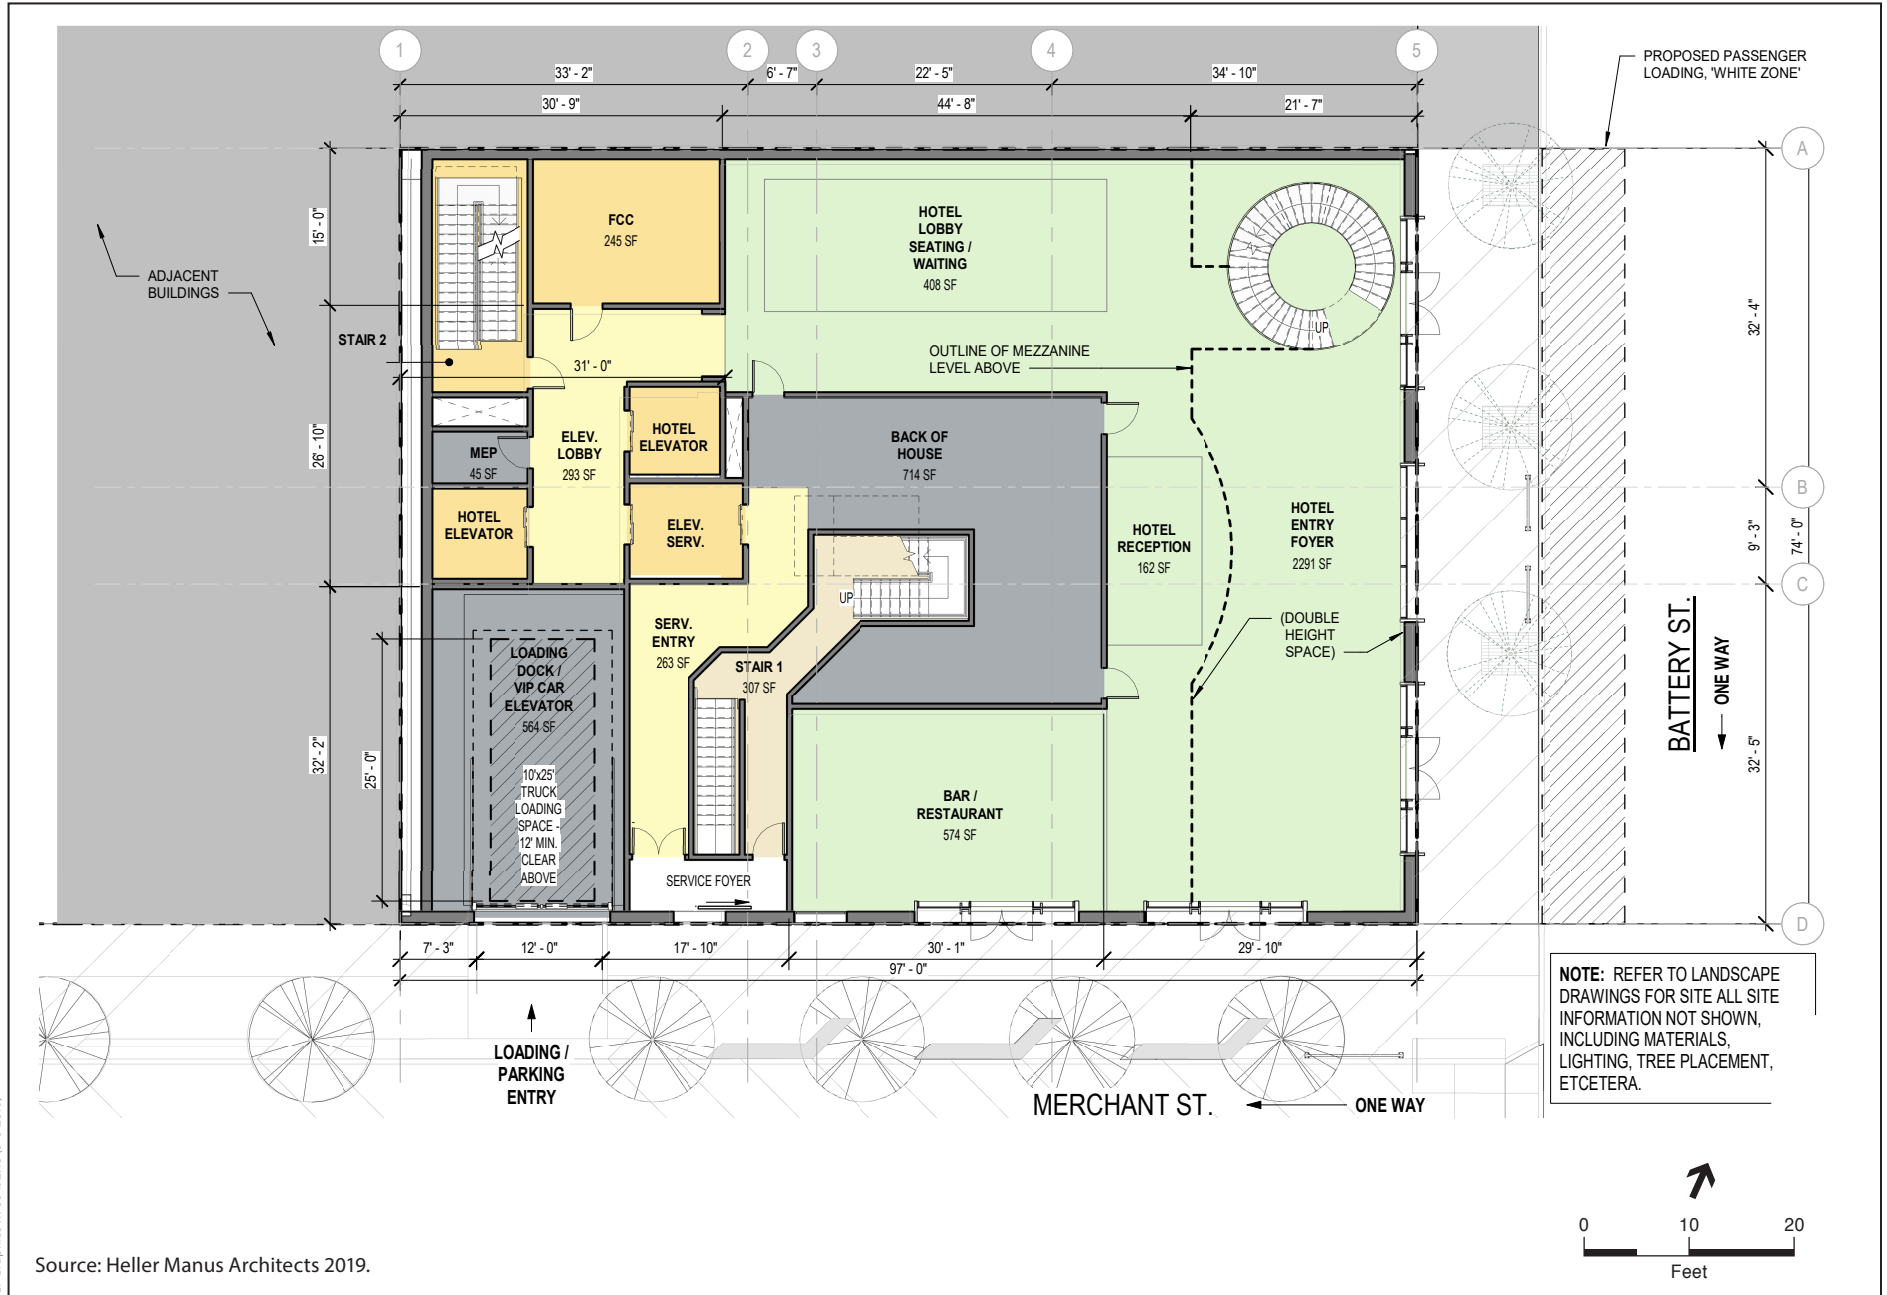 1
2
3
4
5
33' - 2"
6' - 7"
22' - 5"
34' - 10"
30' - 9"
44' - 8"
21' - 7"
PROPOSED PASSENGER
LOADING, 'WHITE ZONE'
A
B
C
D
ADJACENT
BUILDINGS
15' - 0"
26' - 10"
32' - 2"
25' - 0"
STAIR 2
31' - 0"
FCC
245 SF
HOTEL
LOBBY
SEATING /
WAITING
408 SF
UP
OUTLINE OF MEZZANINE
LEVEL ABOVE
32' - 4"
9' - 3"
74' - 0"
32' - 5"
MEP
45 SF
ELEV.
LOBBY
293 SF
HOTEL
ELEVATOR
HOTEL
ELEVATOR
ELEV.
SERV.
BACK OF
HOUSE
714 SF
HOTEL
RECEPTION
162 SF
HOTEL
ENTRY
FOYER
2291 SF
UP
(DOUBLE
HEIGHT
SPACE)
SERV.
ENTRY
263 SF
STAIR 1
307 SF
LOADING
DOCK /
VIP CAR
ELEVATOR
564 SF
10'x25'
TRUCK
LOADING
SPACE -
12' MIN.
CLEAR
ABOVE
BAR /
RESTAURANT
574 SF
SERVICE FOYER
BATTERY ST.
ONE WAY
7' - 3"
12' - 0"
17' - 10"
30' - 1"
29' - 10"
97' - 0"
LOADING /
PARKING
ENTRY
MERCHANT ST.
ONE WAY
NOTE: REFER TO LANDSCAPE
DRAWINGS FOR SITE ALL SITE
INFORMATION NOT SHOWN,
INCLUDING MATERIALS,
LIGHTING, TREE PLACEMENT,
ETCETERA.
0
10
20
Feet
Source: Heller Manus Architects 2019.